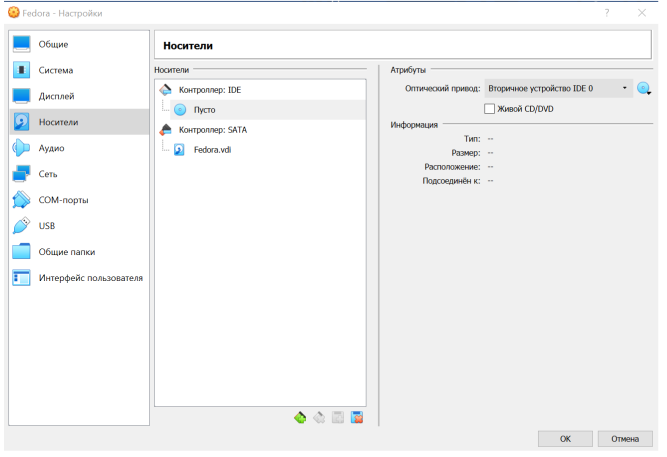 Fedora - Настройки
?
Общие
Система
Дисплей
Носители
Аудио
Сеть
COM-порты
USB
Общие папки
Интерфейс пользователя
Носители
Носители
Контроллер: IDE
Пусто
Контроллер: SATA
Fedora.vdi
Атрибуты
Оптический привод: Вторичное устройство IDE 0
Живой CD/DVD
Информация
Тип: --
Размер: --
Расположение: --
Подсоединён к: --
OK Отмена